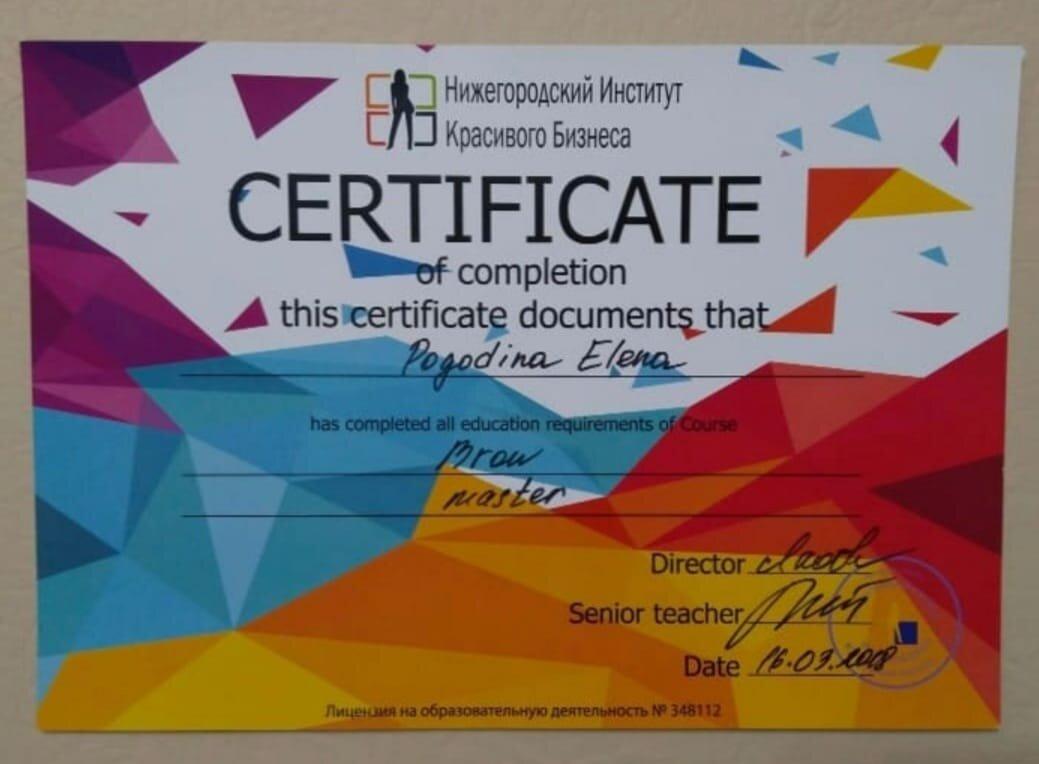 Нижегородский Институт
Красивого Бизнеса
CERTIFICATE
of completion
this certificate documents that
Pogodina Elena
has completed all education requirements of Course
Brow
master
Director
Senior teacher
Date 16.03.2018
Лицензия на образовательную деятельность № 348112